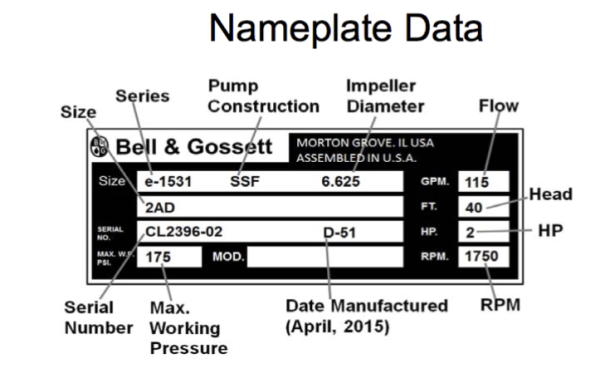 Nameplate Data
Size
Series
Pump
Construction
Impeller
Diameter
Flow
Bell & Gossett
MORTON GROVE. IL USA
ASSEMBLED IN U.S.A.
Size e-1531 SSF 6.625 GPM. 115
2AD FT. 40
Head
SERIAL
NO.
CL2396-02 D-51 HP. 2
HP
MAX. W.P.
PSI.
175 MOD. RPM. 1750
Serial
Number
Max.
Working
Pressure
Date Manufactured
(April, 2015)
RPM